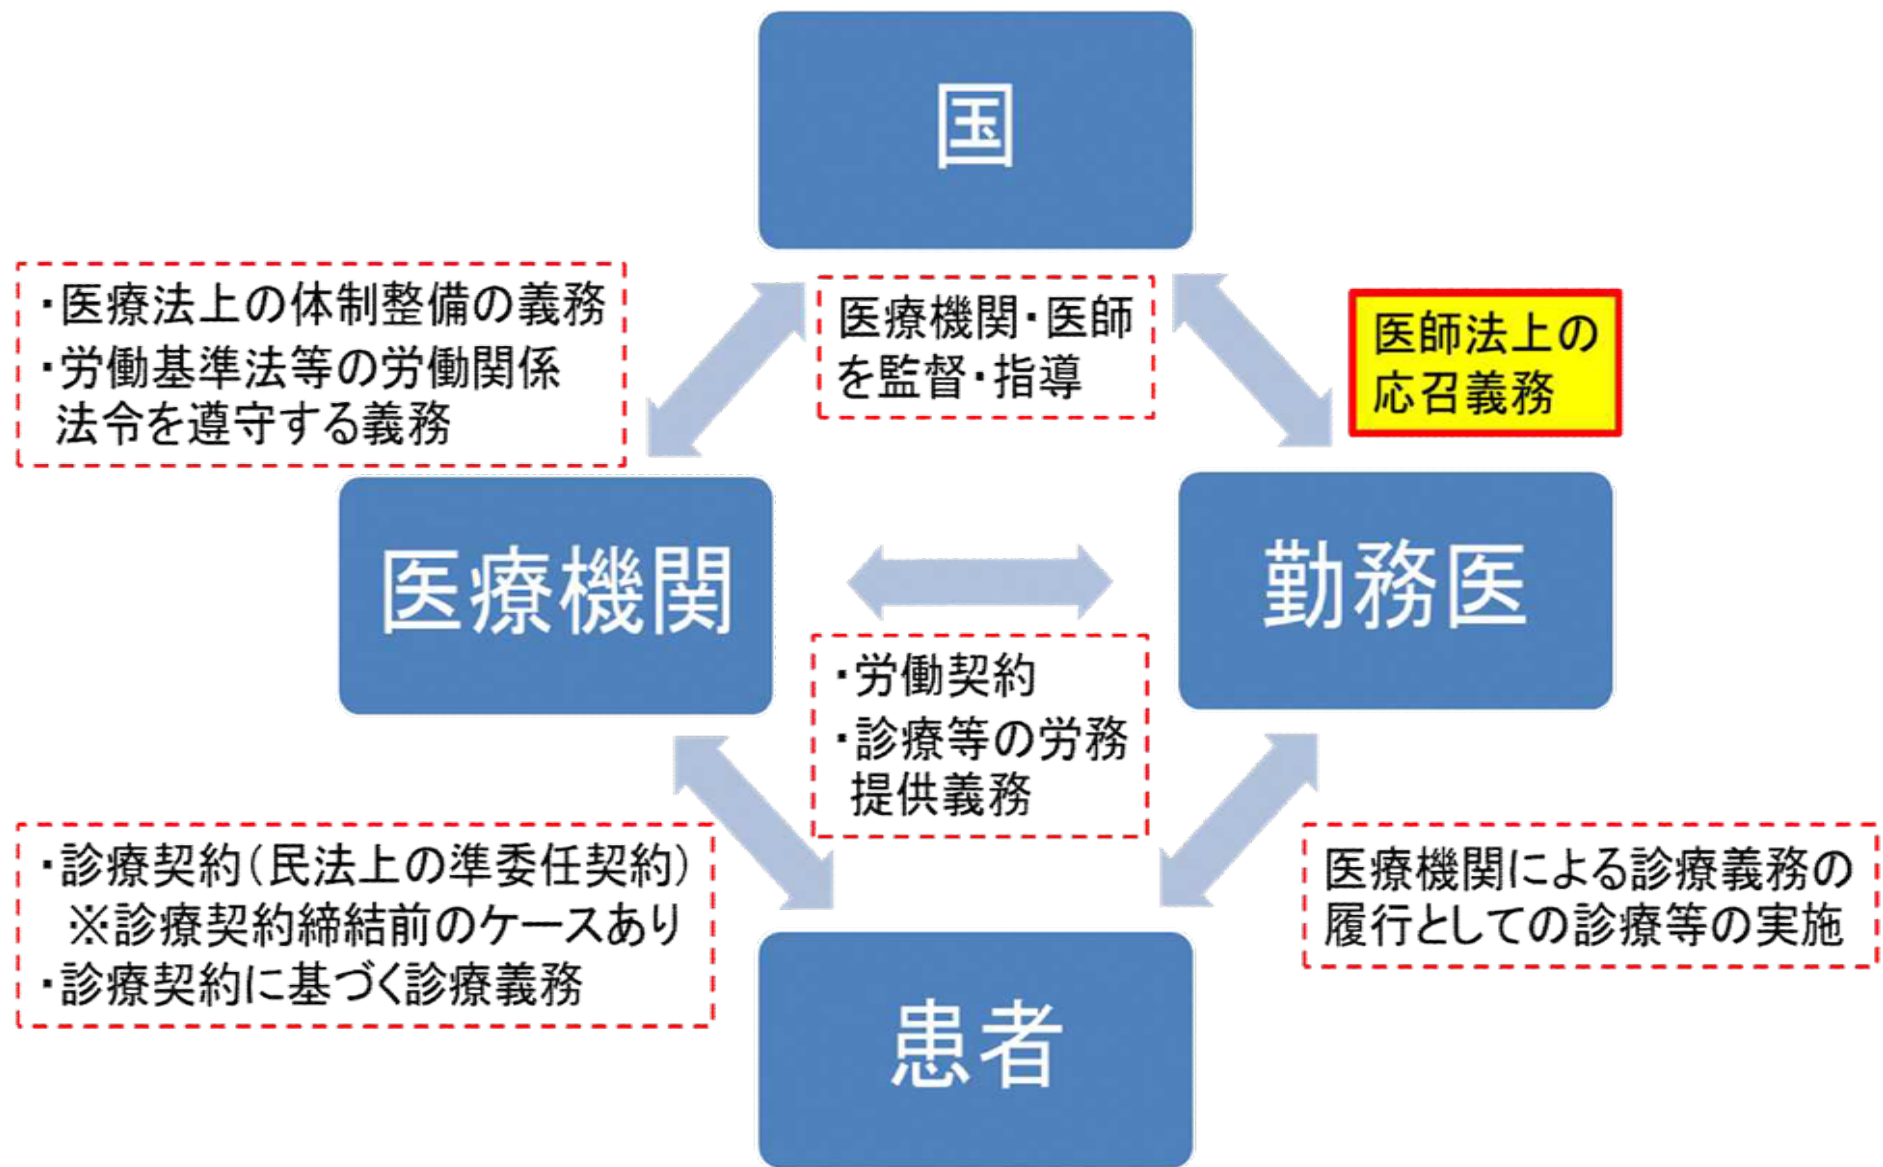 国
・医療法上の体制整備の義務
・労働基準法等の労働関係
法令を遵守する義務
医療機関・医師
を監督・指導
医師法上の
応召義務
医療機関
勤務医
・労働契約
・診療等の労務
提供義務
・診療契約(民法上の準委任契約)
※診療契約締結前のケースあり
・診療契約に基づく診療義務
医療機関による診療義務の
履行としての診療等の実施
患者